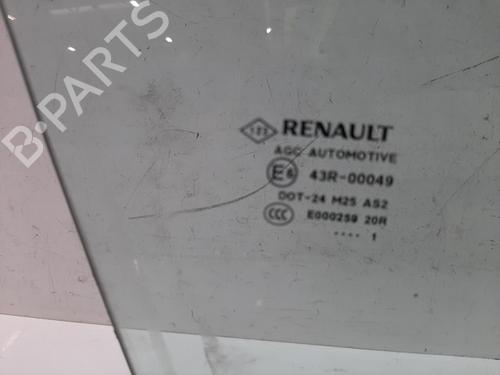 B-PARTS
RENAULT
AGC AUTOMOTIVE
E6 43R-00049
DOT-24 M25 AS2
CCC E000259 20R
•••• 1